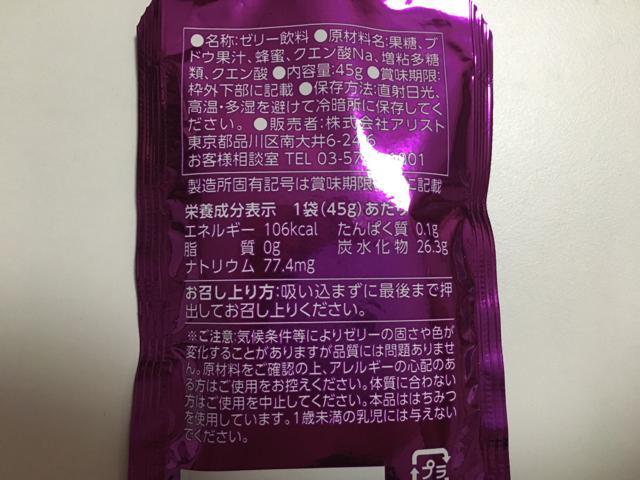 ●名称:ゼリー飲料 ●原材料名:果糖、ブ
ドウ果汁、蜂蜜、クエン酸Na、増粘多糖
類、クエン酸 ●内容量:45g ●賞味期限:
枠外下部に記載 ●保存方法:直射日光、
高温・多湿を避けて冷暗所に保存してく
ださい。 ●販売者:株式会社アリスト
東京都品川区南大井6-24-6
お客様相談室 TEL
製造所固有記号は賞味期限 に記載
栄養成分表示 1袋(45g)あたり
エネルギー 106kcal たんぱく質 0.1g
脂質 0g 炭水化物 26.3g
ナトリウム 77.4mg
お召し上り方:吸い込まずに最後まで押
出してお召し上りください。
※ご注意:気候条件等によりゼリーの固さや色が
変化することがありますが品質には問題ありませ
ん。原材料をご確認の上、アレルギーの心配のあ
る方はご使用をお控えください。体質に合わない
方はご使用を中止してください。本品ははちみつ
を使用しています。1歳未満の乳児には与えない
でください。
プラ